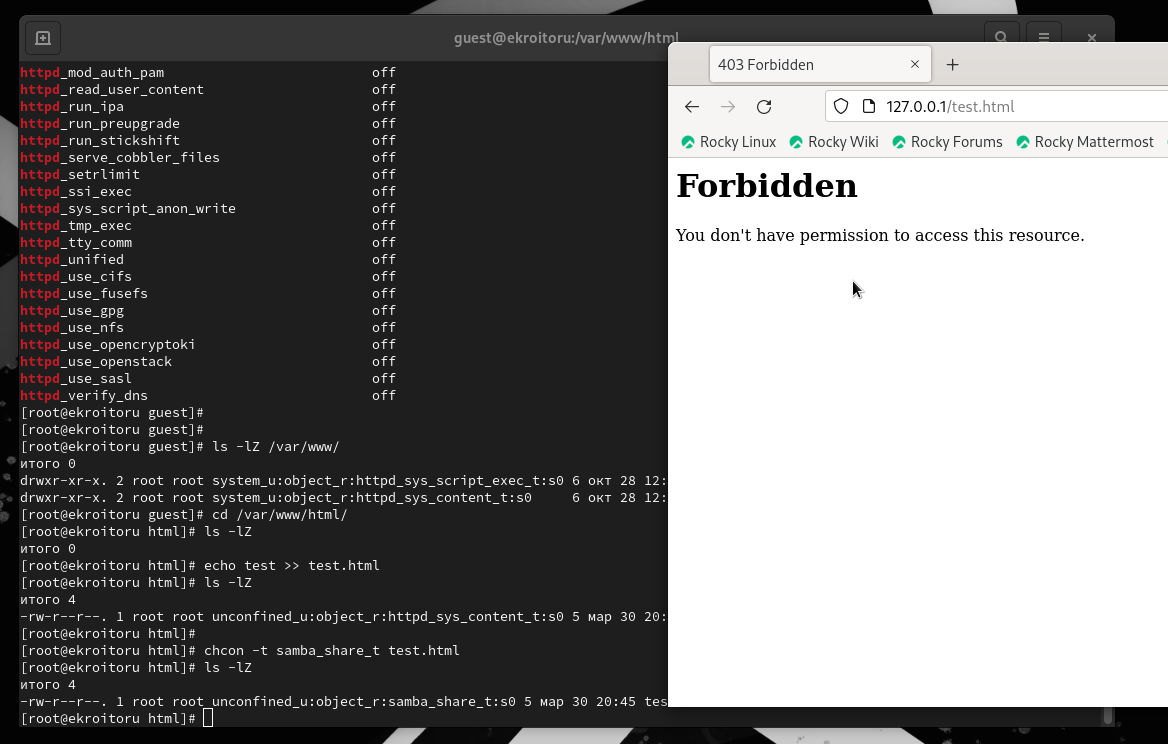 guest@ekroitoru:/var/www/html
httpd_mod_auth_pam off
httpd_read_user_content off
httpd_run_ipa off
httpd_run_preupgrade off
httpd_run_stickshift off
httpd_serve_cobbler_files off
httpd_setrlimit off
httpd_ssi_exec off
httpd_sys_script_anon_write off
httpd_tmp_exec off
httpd_tty_comm off
httpd_unified off
httpd_use_cifs off
httpd_use_fusefs off
httpd_use_gpg off
httpd_use_nfs off
httpd_use_opencryptoki off
httpd_use_openstack off
httpd_use_sasl off
httpd_verify_dns off
[root@ekroitoru guest]#
[root@ekroitoru guest]#
[root@ekroitoru guest]# ls -lZ /var/www/
итого 0
drwxr-xr-x. 2 root root system_u:object_r:httpd_sys_script_exec_t:s0 6 окт 28 12:
drwxr-xr-x. 2 root root system_u:object_r:httpd_sys_content_t:s0 6 окт 28 12:
[root@ekroitoru guest]# cd /var/www/html/
[root@ekroitoru html]# ls -lZ
итого 0
[root@ekroitoru html]# echo test >> test.html
[root@ekroitoru html]# ls -lZ
итого 4
-rw-r--r--. 1 root root unconfined_u:object_r:httpd_sys_content_t:s0 5 мар 30 20:
[root@ekroitoru html]#
[root@ekroitoru html]# chcon -t samba_share_t test.html
[root@ekroitoru html]# ls -lZ
итого 4
-rw-r--r--. 1 root root unconfined_u:object_r:samba_share_t:s0 5 мар 30 20:45 tes
[root@ekroitoru html]#
403 Forbidden
127.0.0.1/test.html
Rocky Linux Rocky Wiki Rocky Forums Rocky Mattermost
Forbidden
You don't have permission to access this resource.